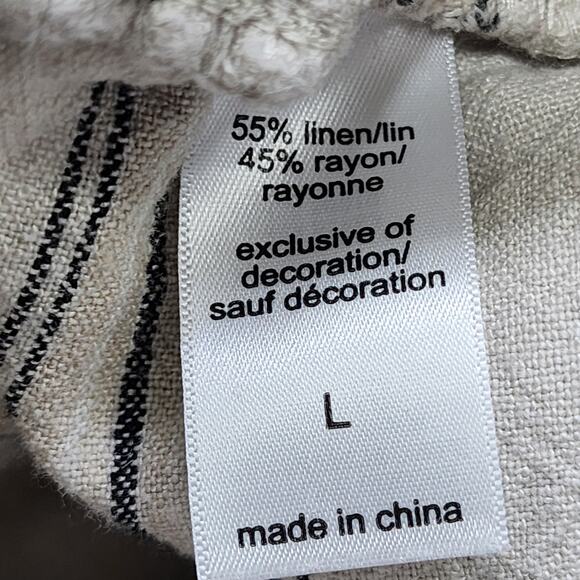 55% linen/lin
45% rayon/
rayonne
exclusive of
decoration/
sauf décoration
L
made in china